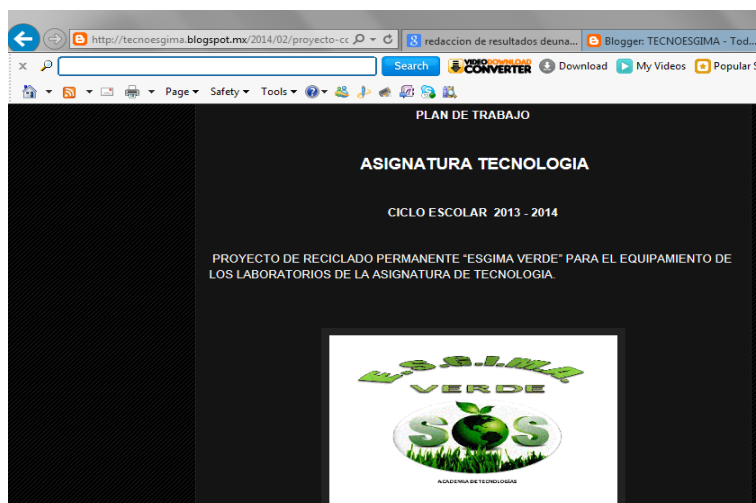 http://tecnoesgima.blogspot.mx/2014/02/proyecto-cc
redaccion de resultados deuna...
Blogger: TECNOESGIMA - Tod...
x
Search
VIDEO DOWNLOAD CONVERTER
Download
My Videos
Popular S
Page
Safety
Tools
PLAN DE TRABAJO
ASIGNATURA TECNOLOGIA
CICLO ESCOLAR 2013 - 2014
PROYECTO DE RECICLADO PERMANENTE “ESGIMA VERDE” PARA EL EQUIPAMIENTO DE
LOS LABORATORIOS DE LA ASIGNATURA DE TECNOLOGIA.
E.S.G.I.M.A.
VERDE
SOS
ACADEMIA DE TECNOLOGÍAS